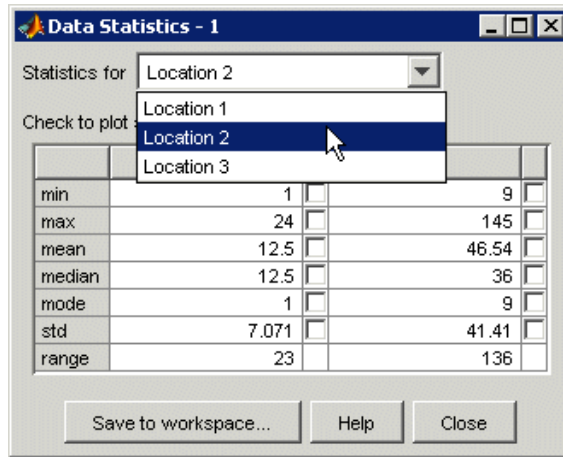 Data Statistics - 1
Statistics for Location 2
Location 1
Check to plot
Location 2
Location 3
min 1 9
max 24 145
mean 12.5 46.54
median 12.5 36
mode 1 9
std 7.071 41.41
range 23 136
Save to workspace... Help Close